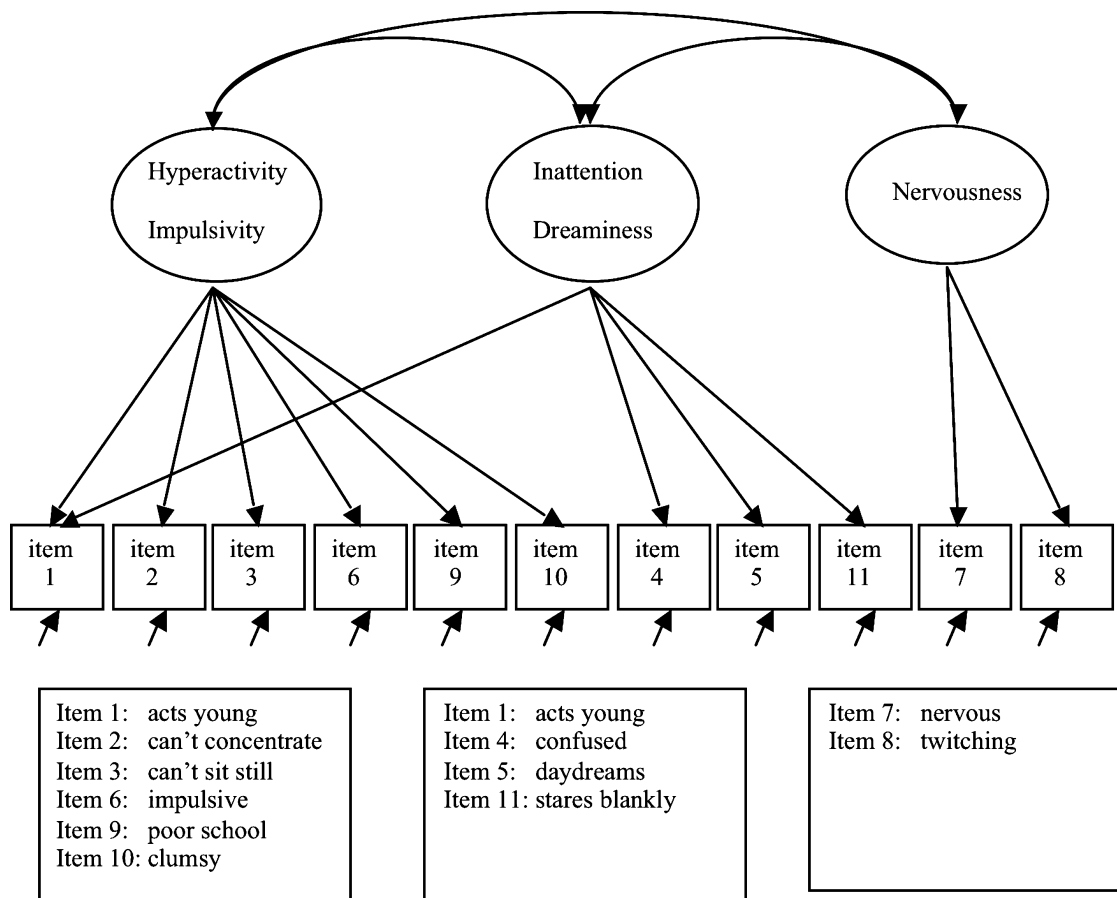 Hyperactivity
Impulsivity
Inattention
Dreaminess
Nervousness
item
1
item
2
item
3
item
6
item
9
item
10
item
4
item
5
item
11
item
7
item
8
Item 1: acts young
Item 2: can’t concentrate
Item 3: can’t sit still
Item 6: impulsive
Item 9: poor school
Item 10: clumsy
Item 1: acts young
Item 4: confused
Item 5: daydreams
Item 11: stares blankly
Item 7: nervous
Item 8: twitching